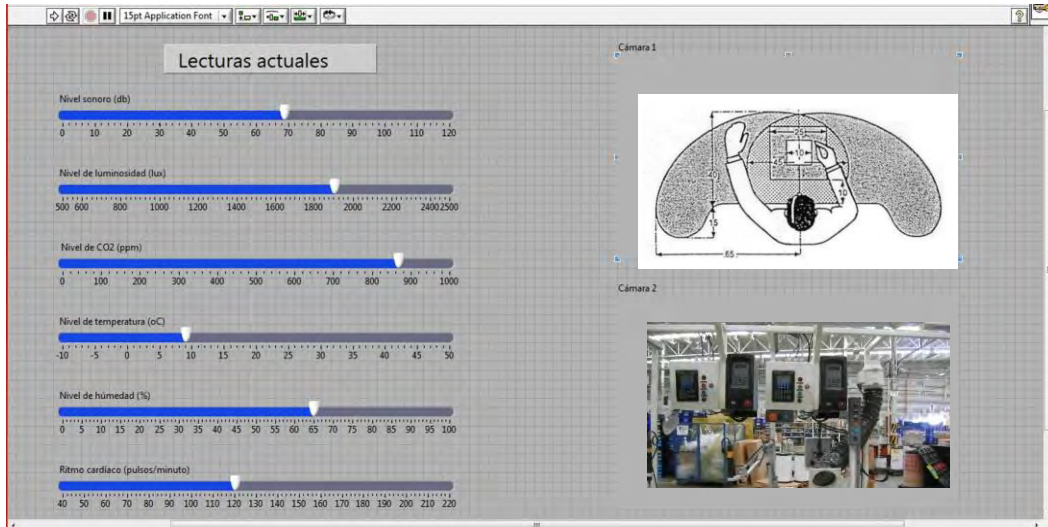 15pt Application Font
Lecturas actuales
Nivel sonoro (db)
0 10 20 30 40 50 60 70 80 90 100 110 120
Nivel de luminosidad (lux)
500 600 800 1000 1200 1400 1600 1800 2000 2200 2400 2500
Nivel de CO2 (ppm)
0 100 200 300 400 500 600 700 800 900 1000
Nivel de temperatura (oC)
-10 -5 0 5 10 15 20 25 30 35 40 45 50
Nivel de húmedad (%)
0 5 10 15 20 25 30 35 40 45 50 55 60 65 70 75 80 85 90 95 100
Ritmo cardíaco (pulsos/minuto)
40 50 60 70 80 90 100 110 120 130 140 150 160 170 180 190 200 210 220
Cámara 1
25
10
45
10
15
65
Cámara 2